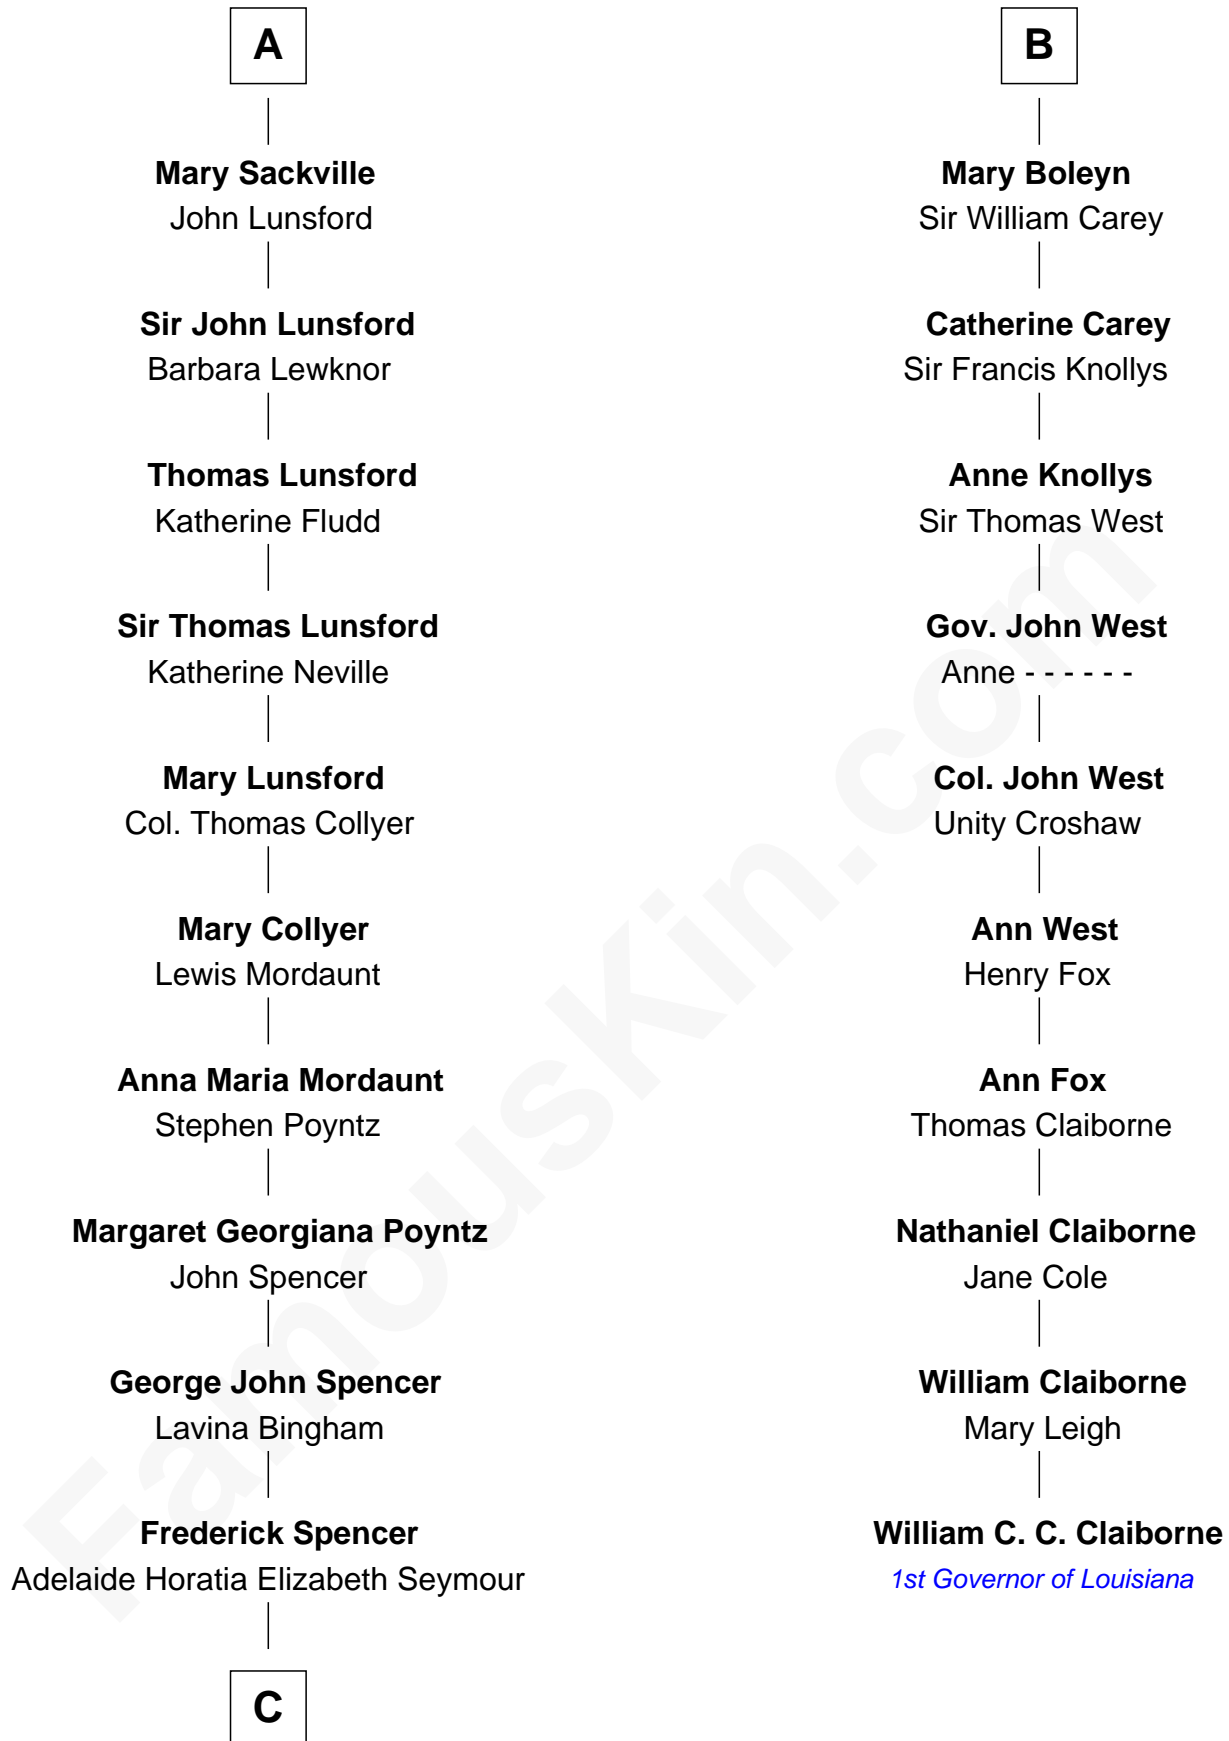 A
Mary Sackville
John Lunsford
Sir John Lunsford
Barbara Lewknor
Thomas Lunsford
Katherine Fludd
Sir Thomas Lunsford
Katherine Neville
Mary Lunsford
Col. Thomas Collyer
Mary Collyer
Lewis Mordaunt
Anna Maria Mordaunt
Stephen Poyntz
Margaret Georgiana Poyntz
John Spencer
George John Spencer
Lavina Bingham
Frederick Spencer
Adelaide Horatia Elizabeth Seymour
C
B
Mary Boleyn
Sir William Carey
Catherine Carey
Sir Francis Knollys
Anne Knollys
Sir Thomas West
Gov. John West
Anne - - - - - -
Col. John West
Unity Croshaw
Ann West
Henry Fox
Ann Fox
Thomas Claiborne
Nathaniel Claiborne
Jane Cole
William Claiborne
Mary Leigh
William C. C. Claiborne
1st Governor of Louisiana
FamousKin.com